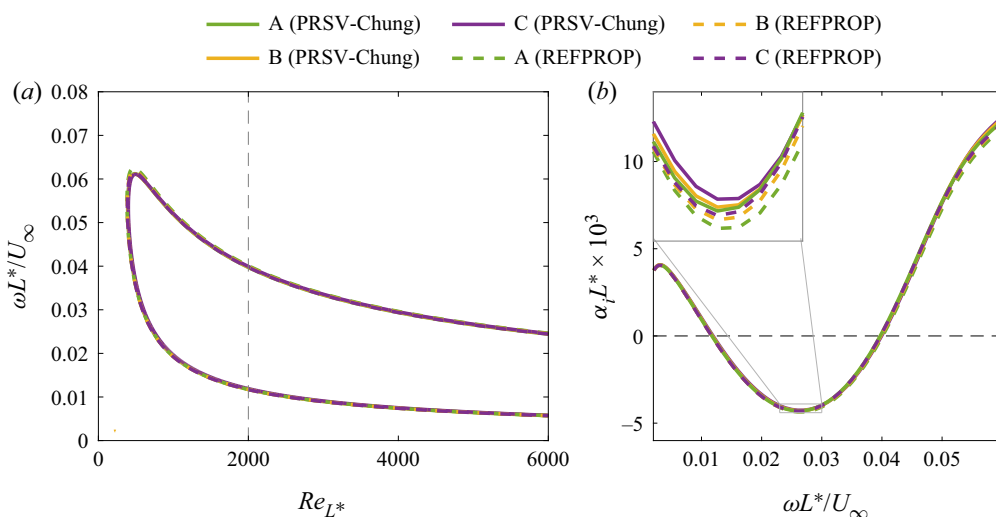 A (PRSV-Chung) C (PRSV-Chung) B (REFPROP)
B (PRSV-Chung) A (REFPROP) C (REFPROP)
(a)
0.08
0.07
0.06
0.05
0.04
0.03
0.02
0.01
0
ωL*/U∞
0 2000 4000 6000
Re_L*
(b)
10
5
0
−5
α_i L* × 10³
0.01 0.02 0.03 0.04 0.05
ωL*/U∞